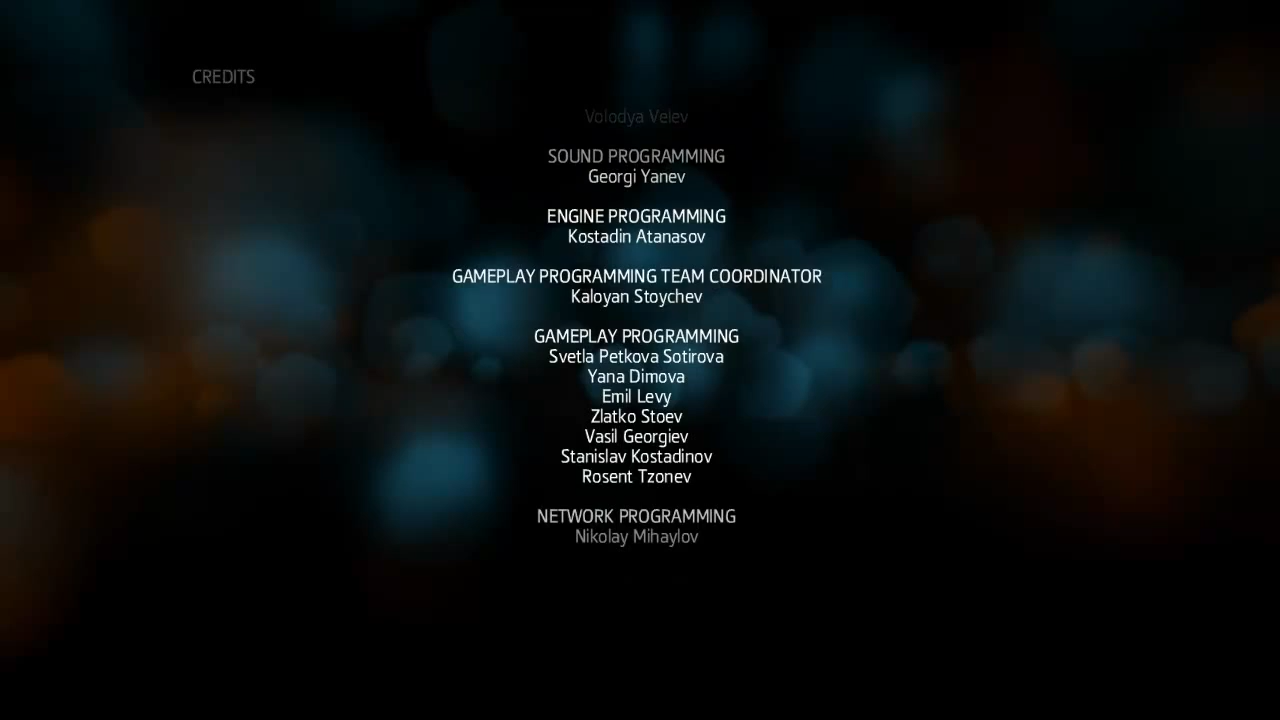 CREDITS
Volodya Velev
SOUND PROGRAMMING
Georgi Yanev
ENGINE PROGRAMMING
Kostadin Atanasov
GAMEPLAY PROGRAMMING TEAM COORDINATOR
Kaloyan Stoychev
GAMEPLAY PROGRAMMING
Svetla Petkova Sotirova
Yana Dimova
Emil Levy
Zlatko Stoev
Vasil Georgiev
Stanislav Kostadinov
Rosent Tzonev
NETWORK PROGRAMMING
Nikolay Mihaylov